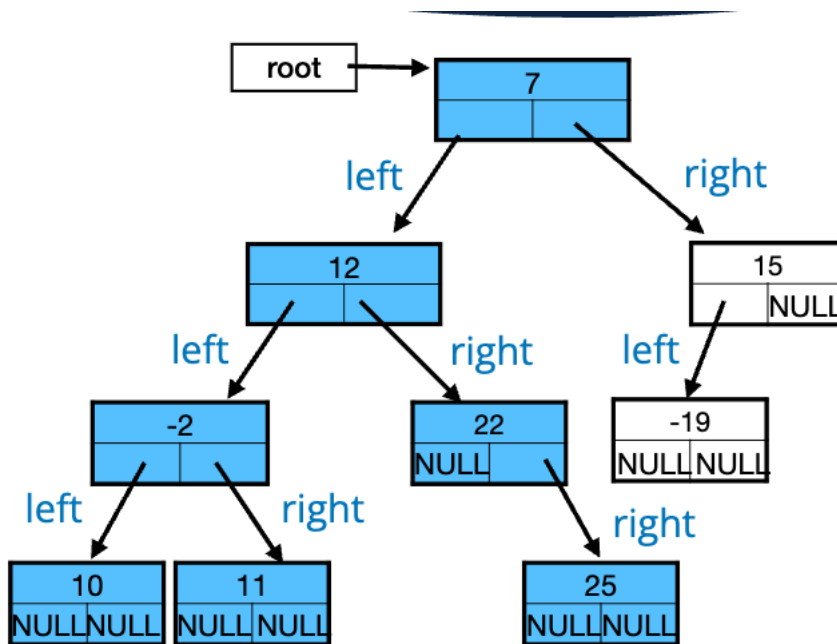 root
7
left
right
12
15
NULL
left
right
left
-2
22
-19
NULL
NULL NULL
left
right
right
10
11
25
NULL NULL
NULL NULL
NULL NULL